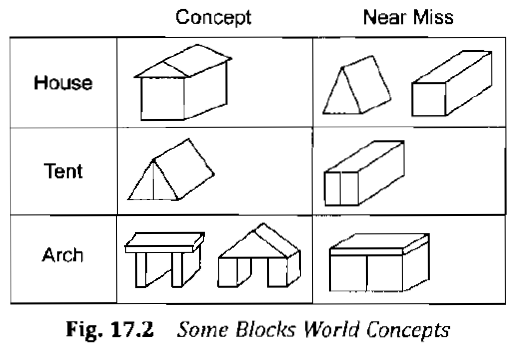 Concept Near Miss
House
Tent
Arch
Fig. 17.2 Some Blocks World Concepts